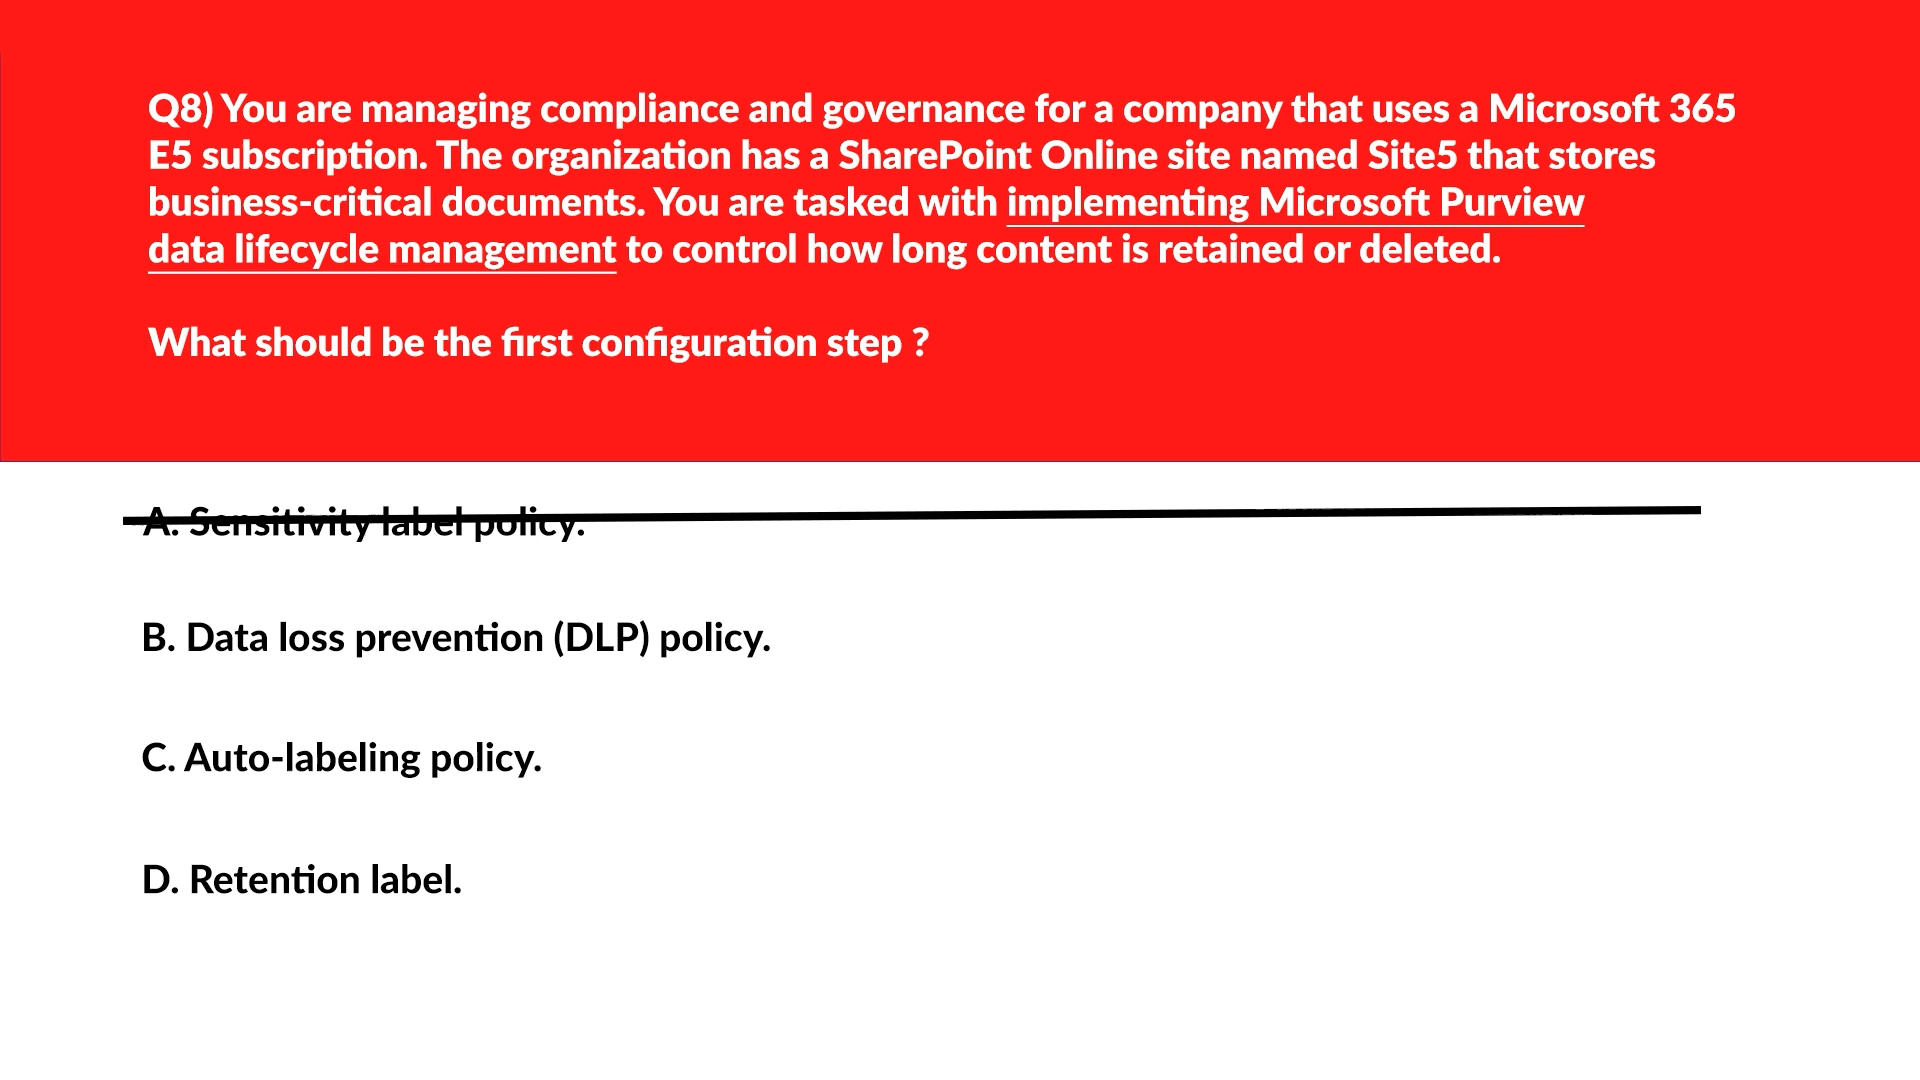 Q8) You are managing compliance and governance for a company that uses a Microsoft 365
E5 subscription. The organization has a SharePoint Online site named Site5 that stores
business-critical documents. You are tasked with implementing Microsoft Purview
data lifecycle management to control how long content is retained or deleted.
What should be the first configuration step ?
A. Sensitivity label policy.
B. Data loss prevention (DLP) policy.
C. Auto-labeling policy.
D. Retention label.